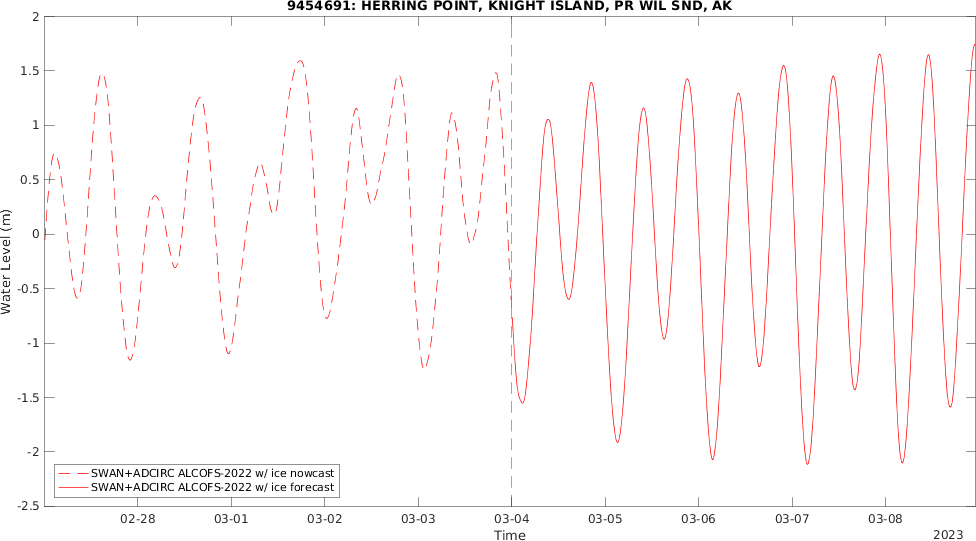 9454691: HERRING POINT, KNIGHT ISLAND, PR WIL SND, AK
2
1.5
1
0.5
0
-0.5
-1
-1.5
-2
-2.5
Water Level (m)
SWAN+ADCIRC ALCOFS-2022 w/ ice nowcast
SWAN+ADCIRC ALCOFS-2022 w/ ice forecast
02-28 03-01 03-02 03-03 03-04 03-05 03-06 03-07 03-08
Time
2023